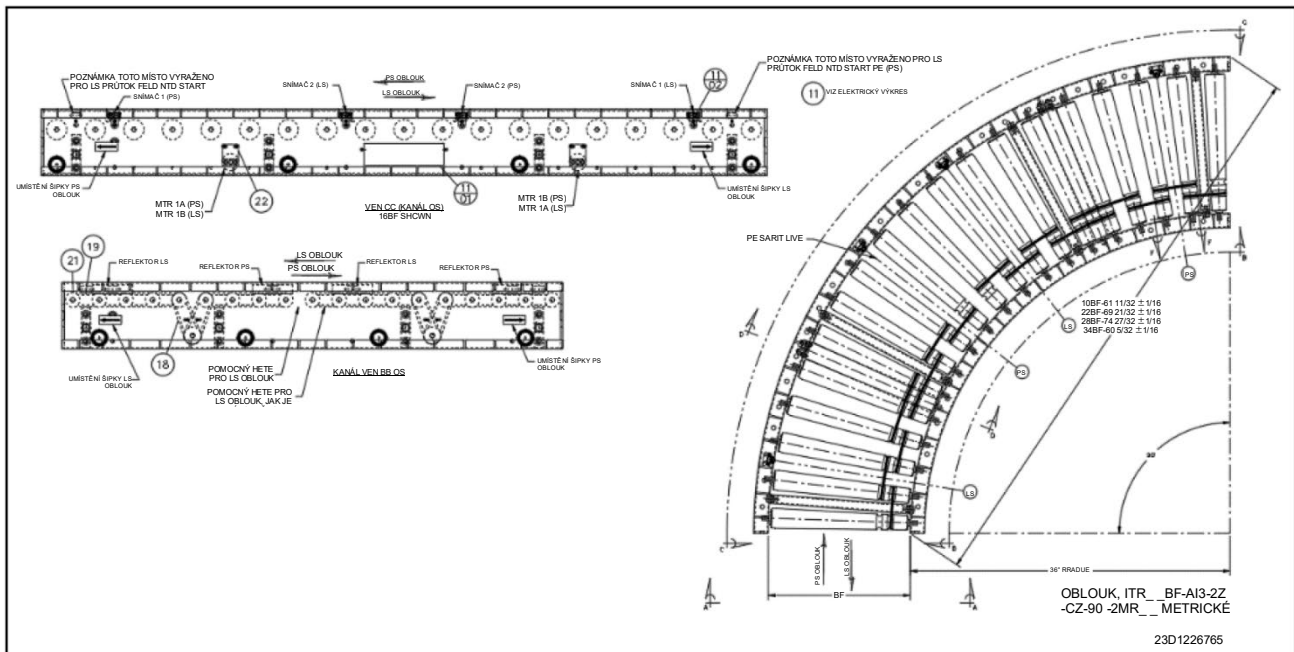 POZNÁMKA TOTO MÍSTO VYRAŽENO
PRO LS PRŮTOK FELD NTD START
SNÍMAČ 1 (PS)
SNÍMAČ 2 (LS)
PS OBLOUK
LS OBLOUK
SNÍMAČ 2 (PS)
SNÍMAČ 1 (LS)
11
02
POZNÁMKA TOTO MÍSTO VYRAŽENO PRO LS
PRŮTOK FELD NTD START PE (PS)
11
VIZ ELEKTRICKÝ VÝKRES
UMÍSTĚNÍ ŠIPKY PS
OBLOUK
MTR 1A (PS)
MTR 1B (LS)
22
VEN CC (KANÁL OS)
16BF SHCWN
11
01
MTR 1B (PS)
MTR 1A (LS)
UMÍSTĚNÍ ŠIPKY LS
OBLOUK
21
19
REFLEKTOR LS
REFLEKTOR PS
LS OBLOUK
PS OBLOUK
REFLEKTOR LS
REFLEKTOR PS
UMÍSTĚNÍ ŠIPKY LS
OBLOUK
18
POMOCNÝ HETE
PRO LS OBLOUK
POMOCNÝ HETE PRO
LS OBLOUK, JAK JE
KANÁL VEN BB OS
UMÍSTĚNÍ ŠIPKY PS
OBLOUK
PE SARIT LIVE
C
F
F
B
PS
10BF-61 11/32 ±1/16
22BF-69 21/32 ±1/16
28BF-74 27/32 ±1/16
34BF-60 5/32 ±1/16
LS
D
PS
D
LS
C
B
PS OBLOUK
LS OBLOUK
36" RRADUE
BF
A
A
OBLOUK, ITR_ _BF-AI3-2Z
-CZ-90 -2MR_ _ METRICKÉ
23D1226765